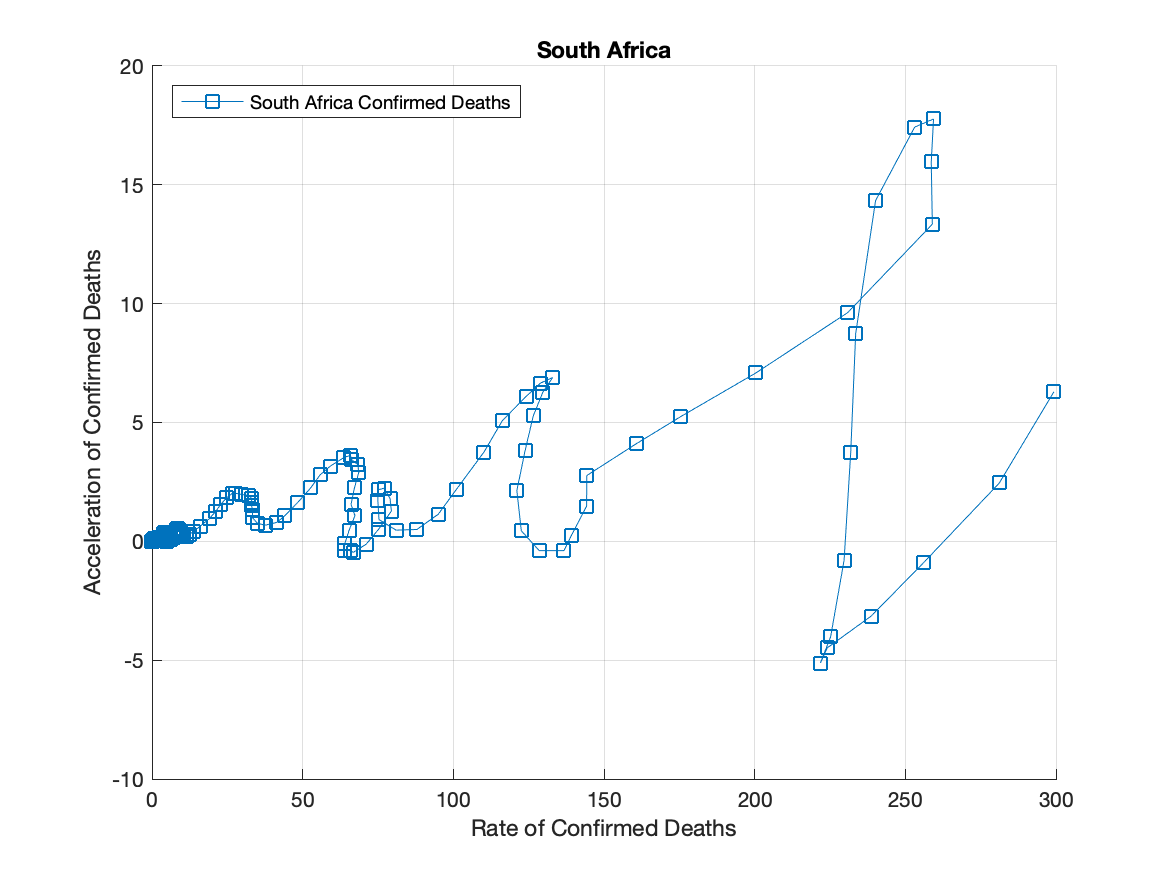 South Africa
20
South Africa Confirmed Deaths
15
10
5
0
-5
-10
Acceleration of Confirmed Deaths
0 50 100 150 200 250 300
Rate of Confirmed Deaths